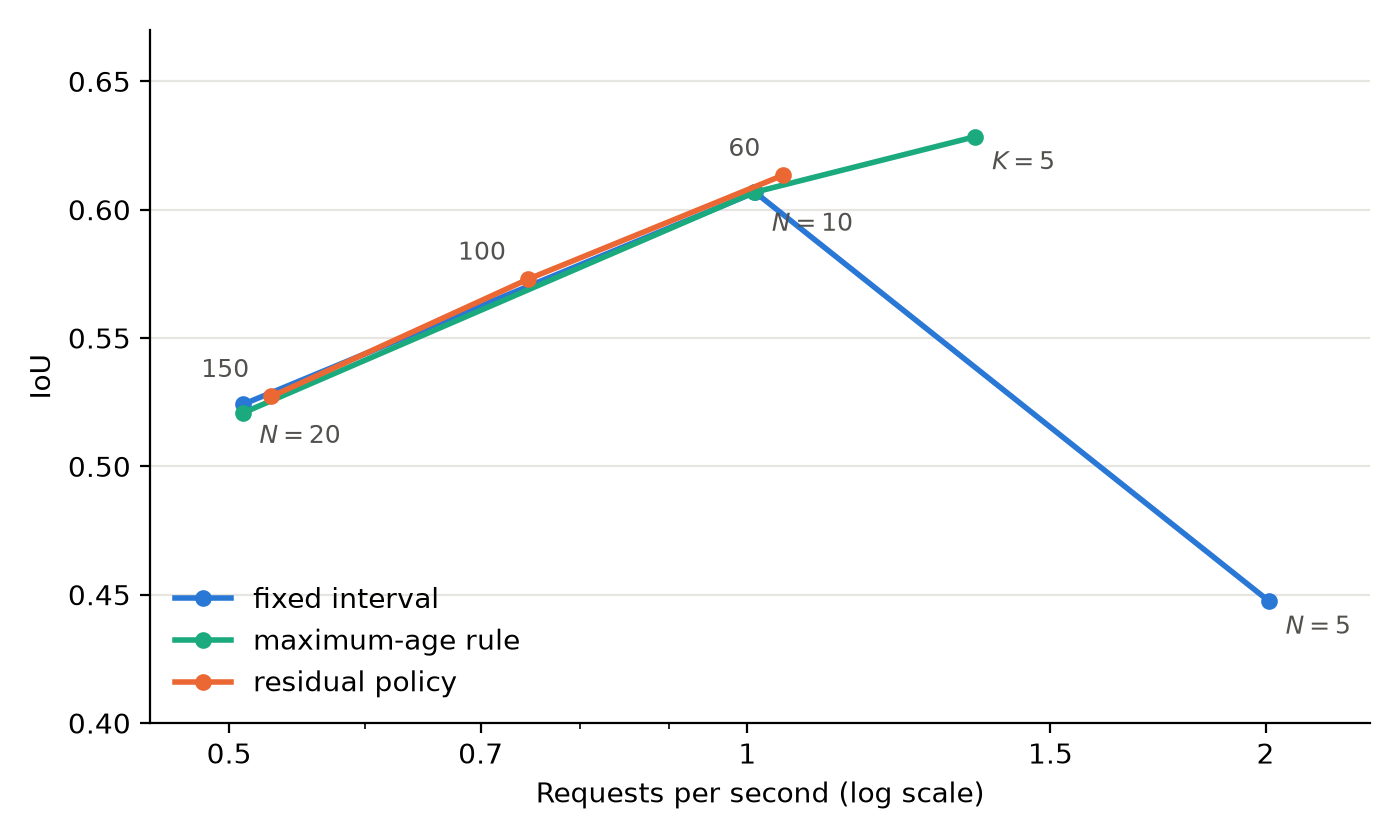 0.65
0.60
0.55
0.50
0.45
0.40
IoU
60
K = 5
N = 10
100
150
N = 20
N = 5
fixed interval
maximum-age rule
residual policy
0.5 0.7 1 1.5 2
Requests per second (log scale)